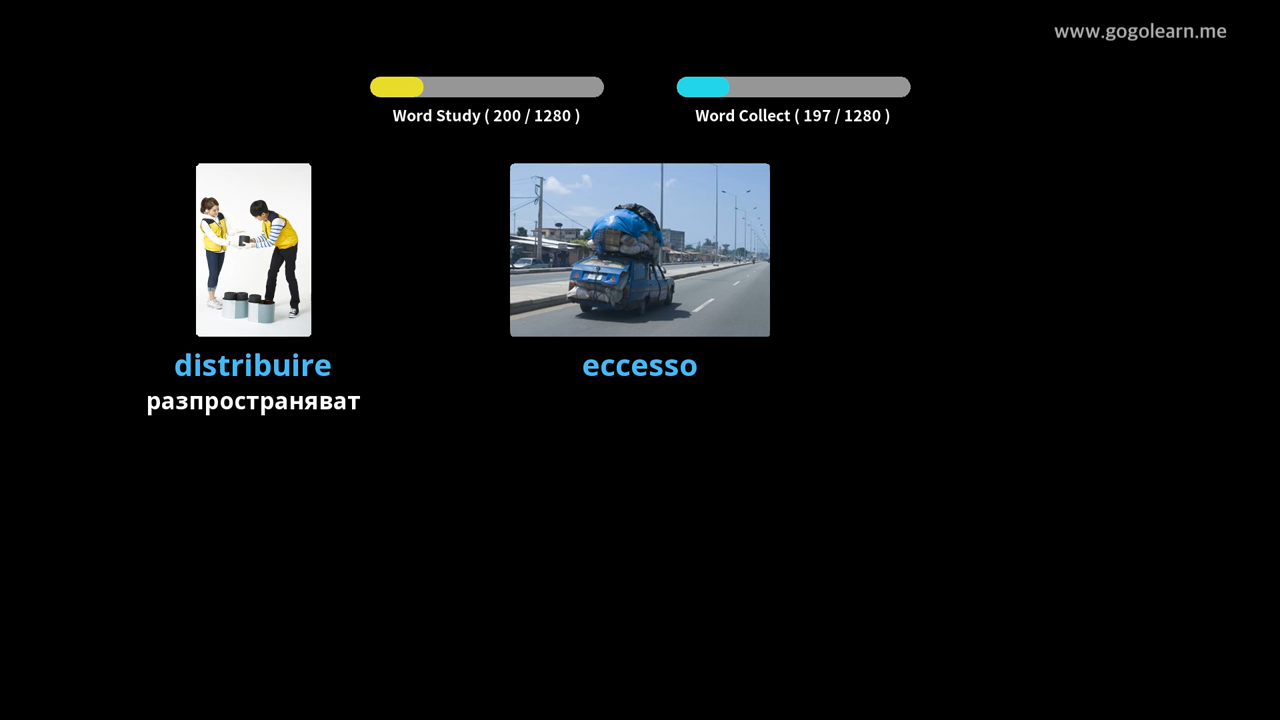 www.gogolearn.me
Word Study ( 200 / 1280 )
Word Collect ( 197 / 1280 )
distribuire
eccesso
разпространяват